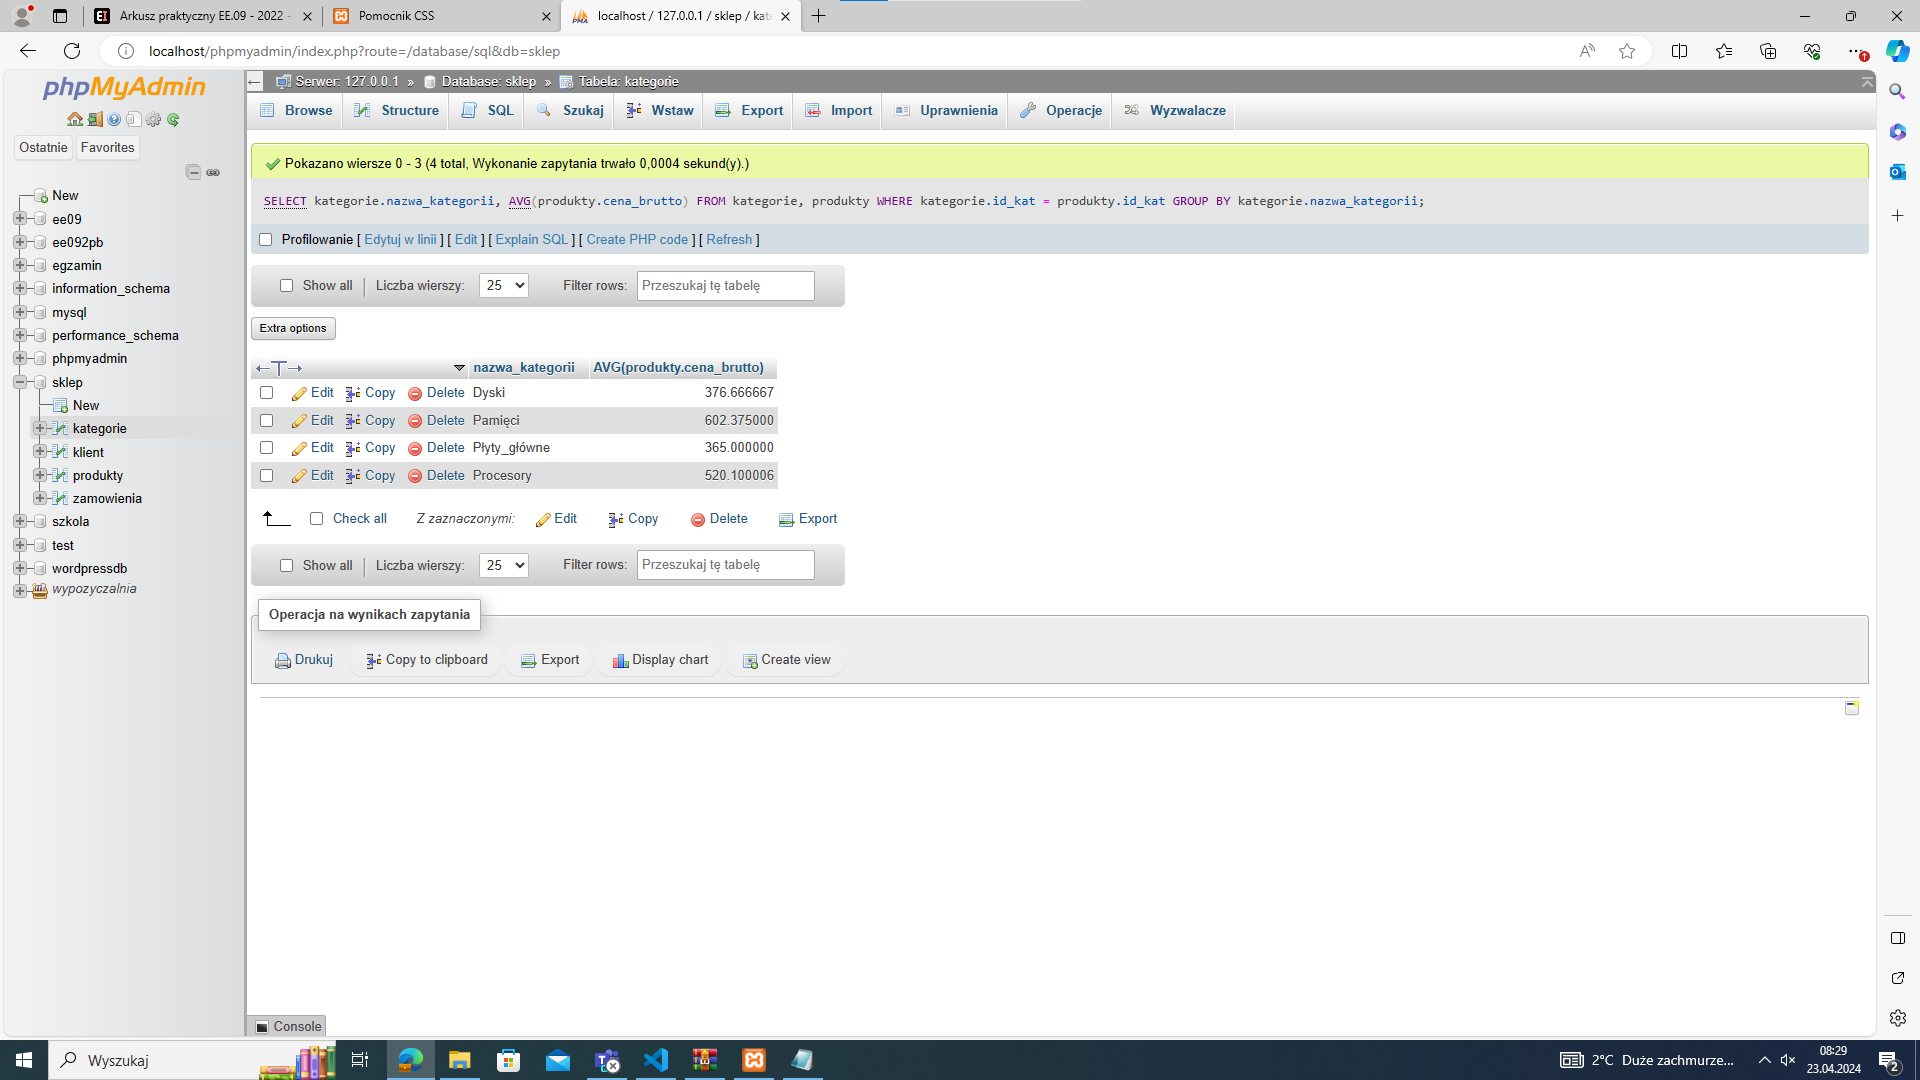 Arkusz praktyczny EE.09 - 2022 -
Pomocnik CSS
localhost / 127.0.0.1 / sklep / kate
localhost/phpmyadmin/index.php?route=/database/sql&db=sklep
phpMyAdmin
Ostatnie
Favorites
New
ee09
ee092pb
egzamin
information_schema
mysql
performance_schema
phpmyadmin
sklep
New
kategorie
klient
produkty
zamowienia
szkola
test
wordpressdb
wypozyczalnia
Serwer: 127.0.0.1 » Database: sklep » Tabela: kategorie
Browse Structure SQL Szukaj Wstaw Export Import Uprawnienia Operacje Wyzwalacze
Pokazano wiersze 0 - 3 (4 total, Wykonanie zapytania trwało 0,0004 sekund(y).)
SELECT kategorie.nazwa_kategorii, AVG(produkty.cena_brutto) FROM kategorie, produkty WHERE kategorie.id_kat = produkty.id_kat GROUP BY kategorie.nazwa_kategorii;
Profilowanie [ Edytuj w linii ] [ Edit ] [ Explain SQL ] [ Create PHP code ] [ Refresh ]
Show all | Liczba wierszy: 25 Filter rows: Przeszukaj tę tabelę
Extra options
←T→ nazwa_kategorii AVG(produkty.cena_brutto)
Edit Copy Delete Dyski 376.666667
Edit Copy Delete Pamięci 602.375000
Edit Copy Delete Płyty_główne 365.000000
Edit Copy Delete Procesory 520.100006
Check all Z zaznaczonymi: Edit Copy Delete Export
Show all | Liczba wierszy: 25 Filter rows: Przeszukaj tę tabelę
Operacja na wynikach zapytania
Drukuj Copy to clipboard Export Display chart Create view
Console
Wyszukaj
2°C Duże zachmurze...
08:29
23.04.2024
2